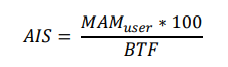 AIS = MAM_user * 100 / BTF